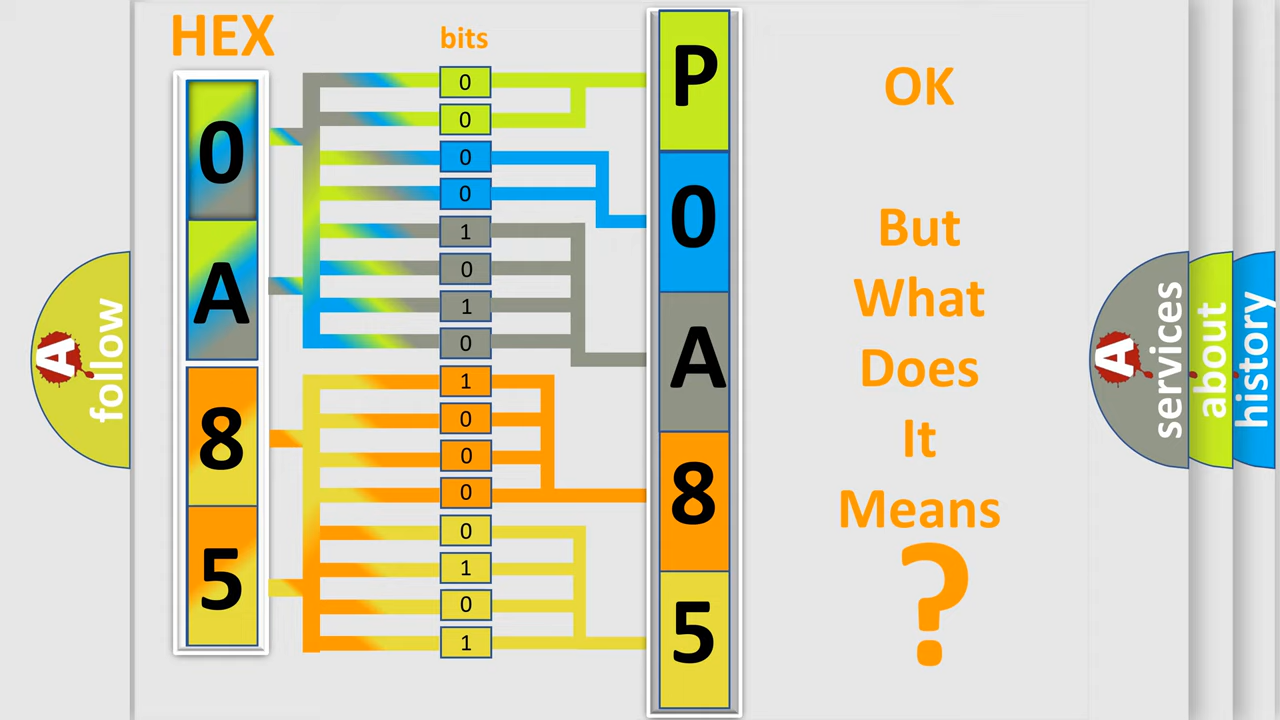 HEX
bits
0
A
8
5
0
0
0
0
1
0
1
0
1
0
0
0
0
1
0
1
P
0
A
8
5
OK
But
What
Does
It
Means
?
A
follow
A
services
about
history